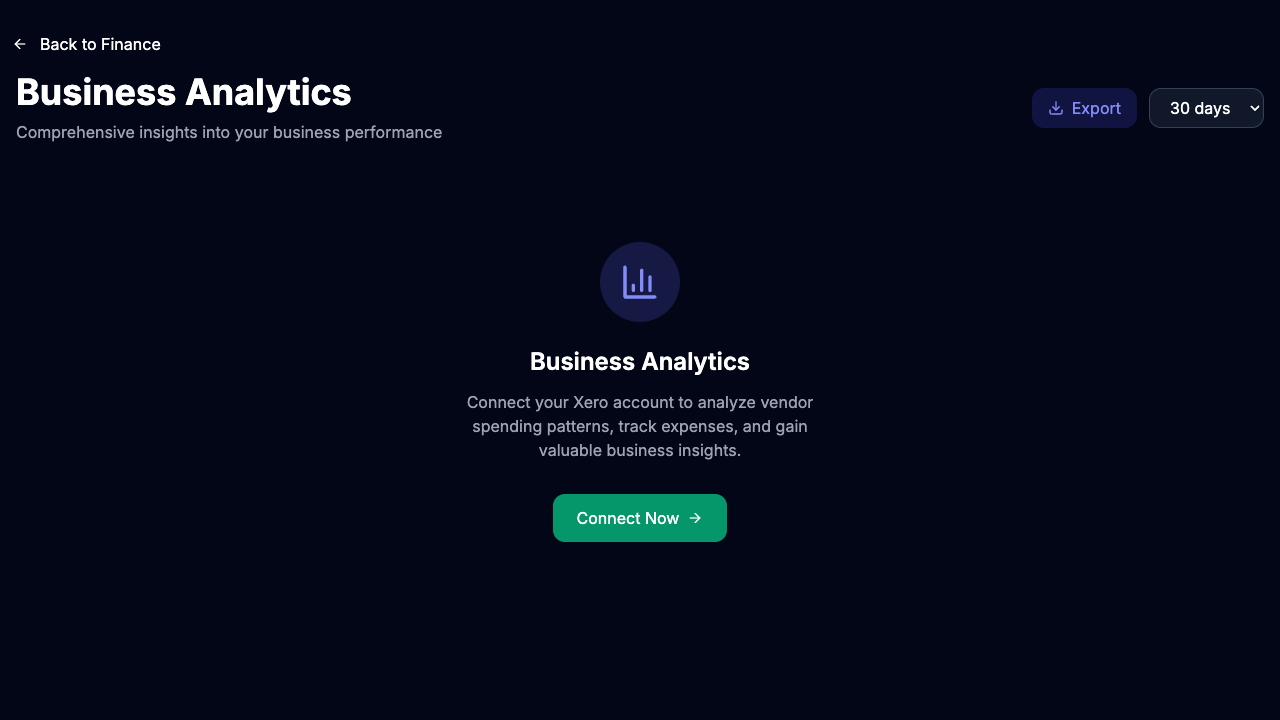 Back to Finance
Business Analytics
Comprehensive insights into your business performance
Export
30 days
Business Analytics
Connect your Xero account to analyze vendor
spending patterns, track expenses, and gain
valuable business insights.
Connect Now